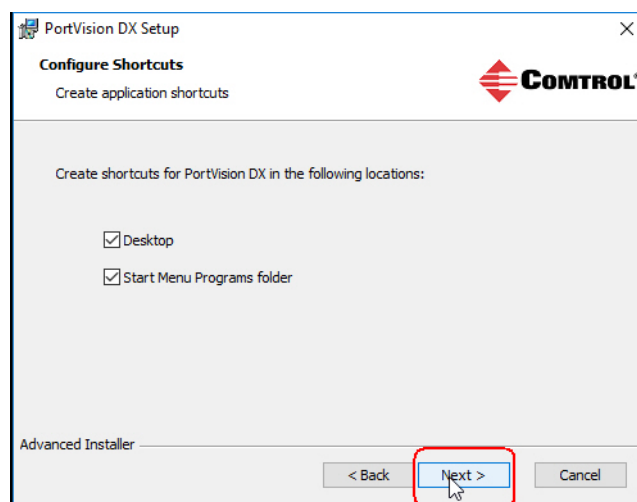 PortVision DX Setup
Configure Shortcuts
Create application shortcuts
COMTROL®
Create shortcuts for PortVision DX in the following locations:
Desktop
Start Menu Programs folder
Advanced Installer
< Back
Next >
Cancel